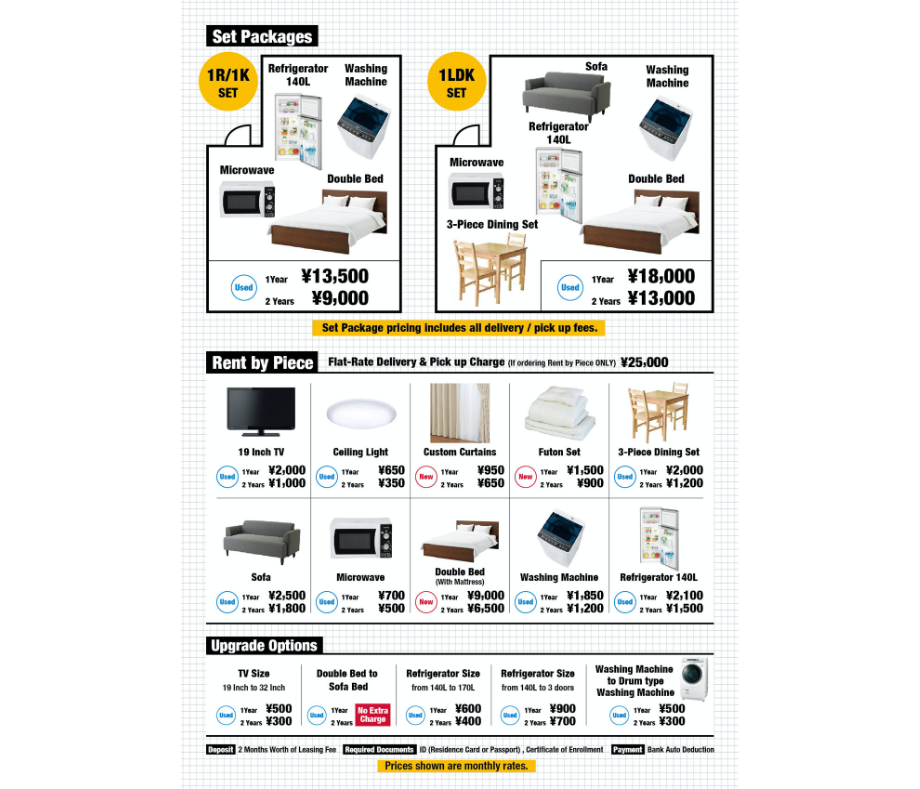 Set Packages
1R/1K
SET
Refrigerator
140L
Washing
Machine
Microwave
Double Bed
Used
1Year ¥13,500
2 Years ¥9,000
1LDK
SET
Sofa
Washing
Machine
Refrigerator
140L
Microwave
Double Bed
3-Piece Dining Set
Used
1Year ¥18,000
2 Years ¥13,000
Set Package pricing includes all delivery / pick up fees.
Rent by Piece Flat-Rate Delivery & Pick up Charge (If ordering Rent by Piece ONLY) ¥25,000
19 Inch TV
Used
1Year ¥2,000
2 Years ¥1,000
Ceiling Light
Used
1Year ¥650
2 Years ¥350
Custom Curtains
New
1Year ¥950
2 Years ¥650
Futon Set
New
1Year ¥1,500
2 Years ¥900
3-Piece Dining Set
Used
1Year ¥2,000
2 Years ¥1,200
Sofa
Used
1Year ¥2,500
2 Years ¥1,800
Microwave
Used
1Year ¥700
2 Years ¥500
Double Bed
(With Mattress)
New
1Year ¥9,000
2 Years ¥6,500
Washing Machine
Used
1Year ¥1,850
2 Years ¥1,200
Refrigerator 140L
Used
1Year ¥2,100
2 Years ¥1,500
Upgrade Options
TV Size
19 Inch to 32 Inch
Used
1Year ¥500
2 Years ¥300
Double Bed to
Sofa Bed
Used
1Year
2 Years
No Extra
Charge
Refrigerator Size
from 140L to 170L
Used
1Year ¥600
2 Years ¥400
Refrigerator Size
from 140L to 3 doors
Used
1Year ¥900
2 Years ¥700
Washing Machine
to Drum type
Washing Machine
Used
1Year ¥500
2 Years ¥300
Deposit 2 Months Worth of Leasing Fee Required Documents ID (Residence Card or Passport) , Certificate of Enrollment Payment Bank Auto Deduction
Prices shown are monthly rates.